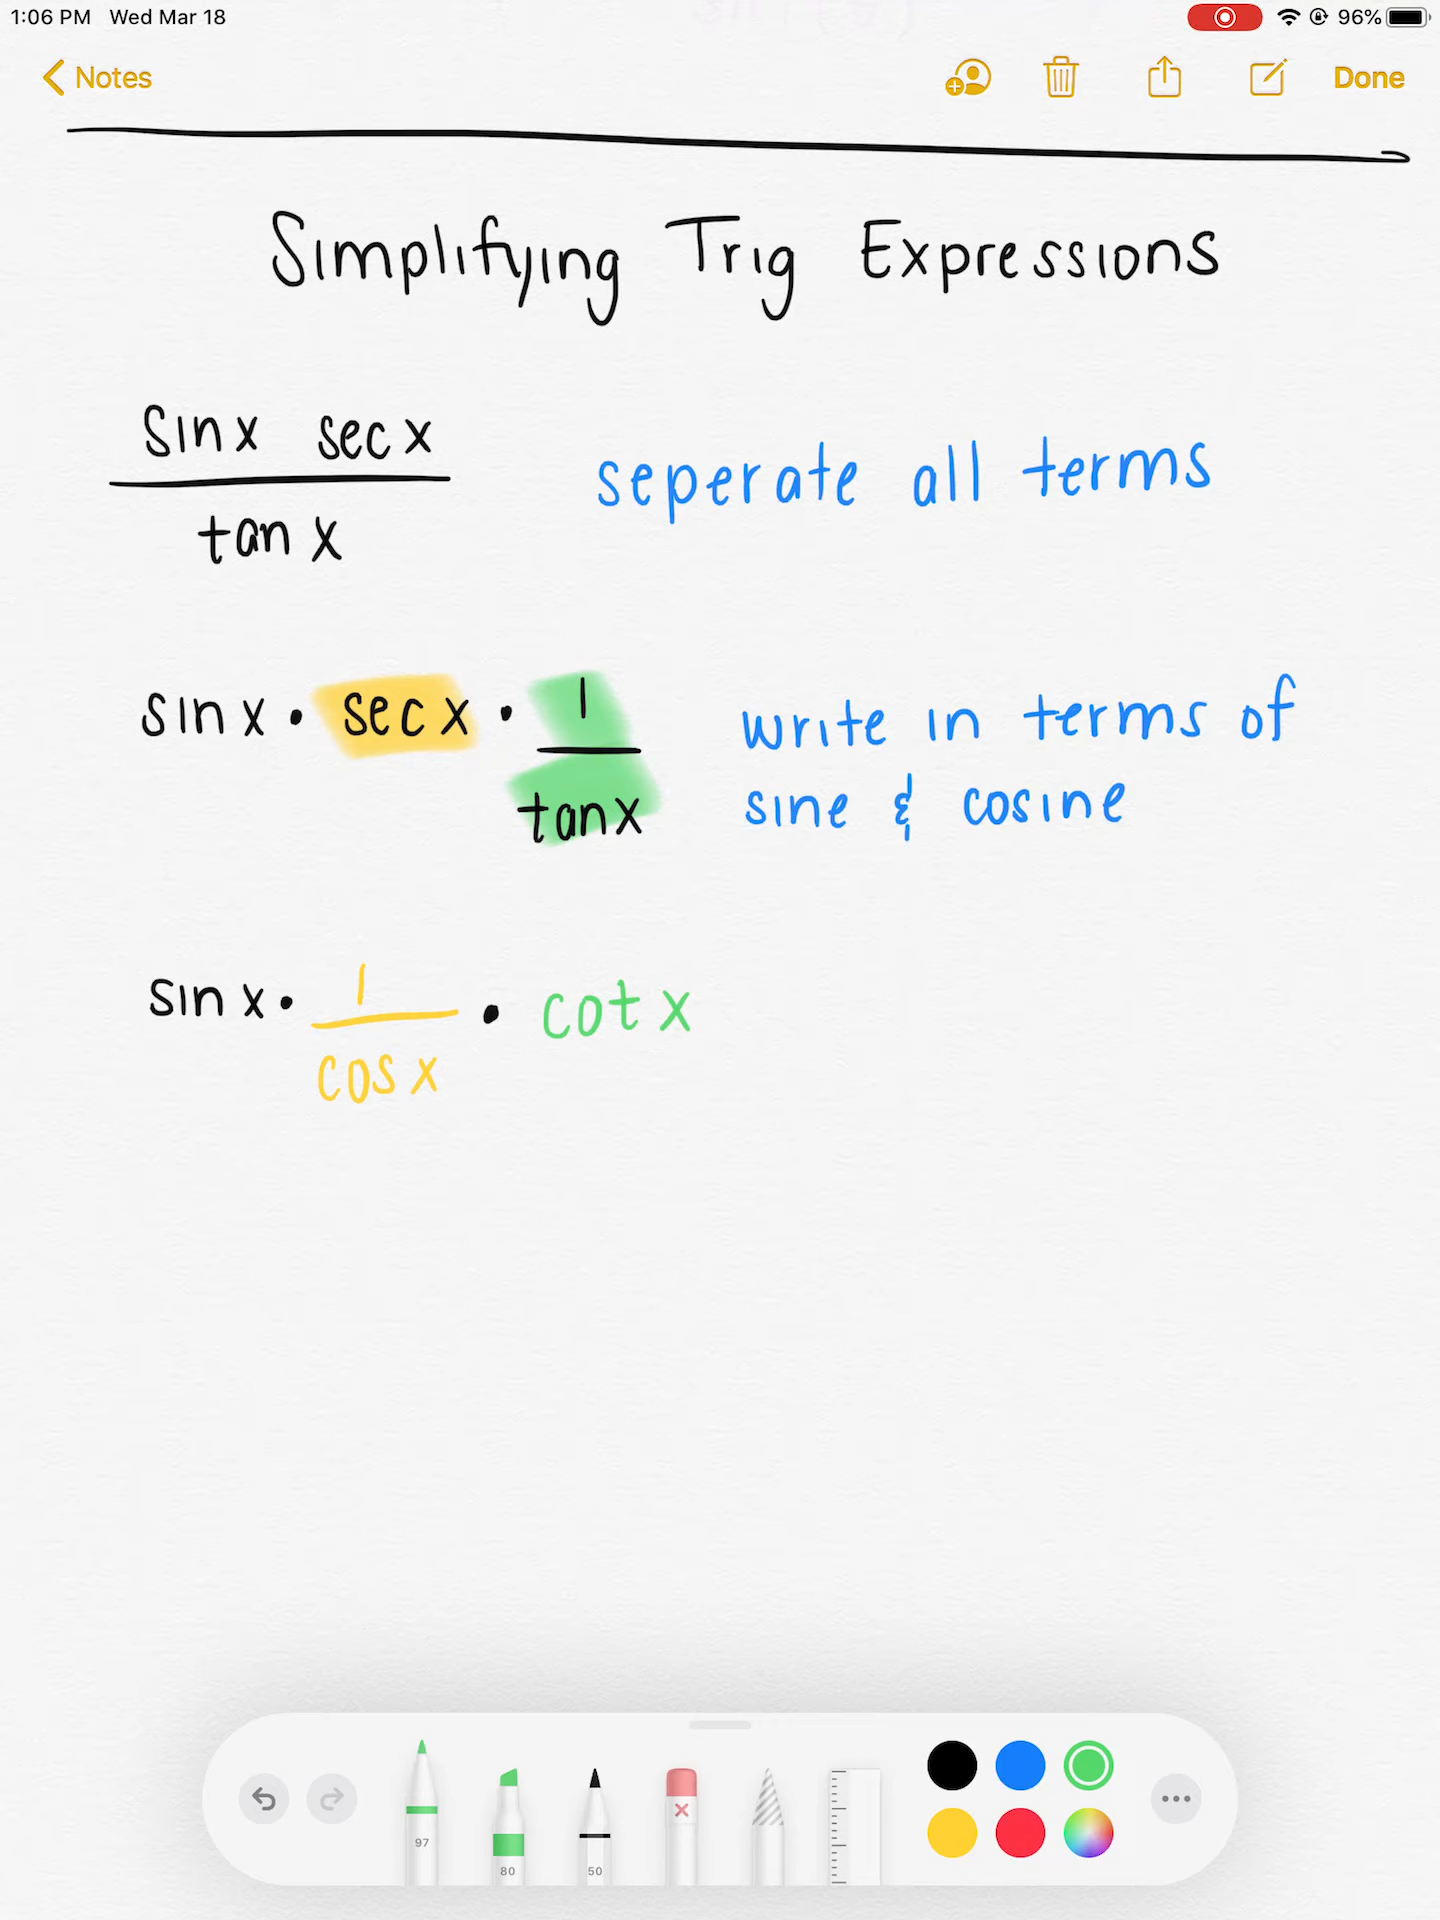 1:06 PM Wed Mar 18
96%
Notes
Done
Simplifying Trig Expressions
sin x sec x
tan x
seperate all terms
sin x • sec x • 1
tan x
write in terms of
sine & cosine
sin x • 1 • cot x
cos x
97
80
50